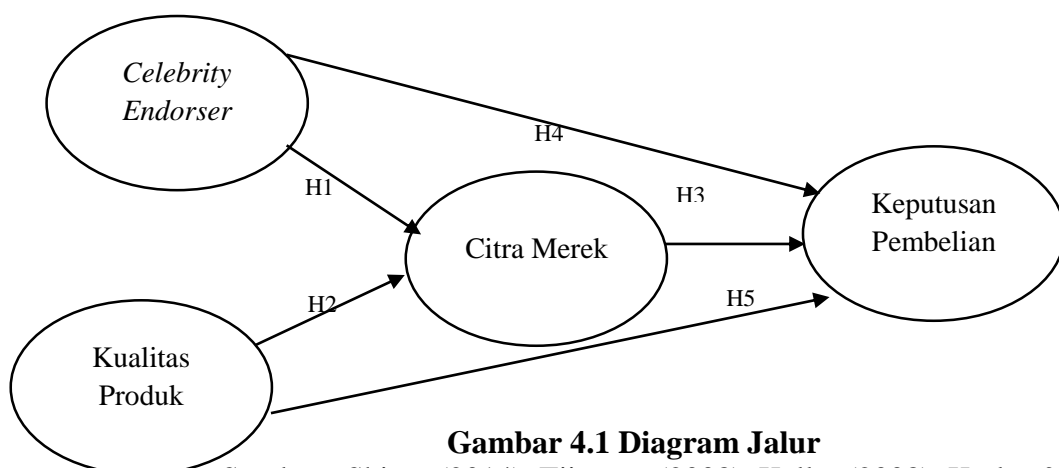 Celebrity
Endorser
H4
H1
H3
Keputusan
Pembelian
Citra Merek
H2
H5
Kualitas
Produk
Gambar 4.1 Diagram Jalur